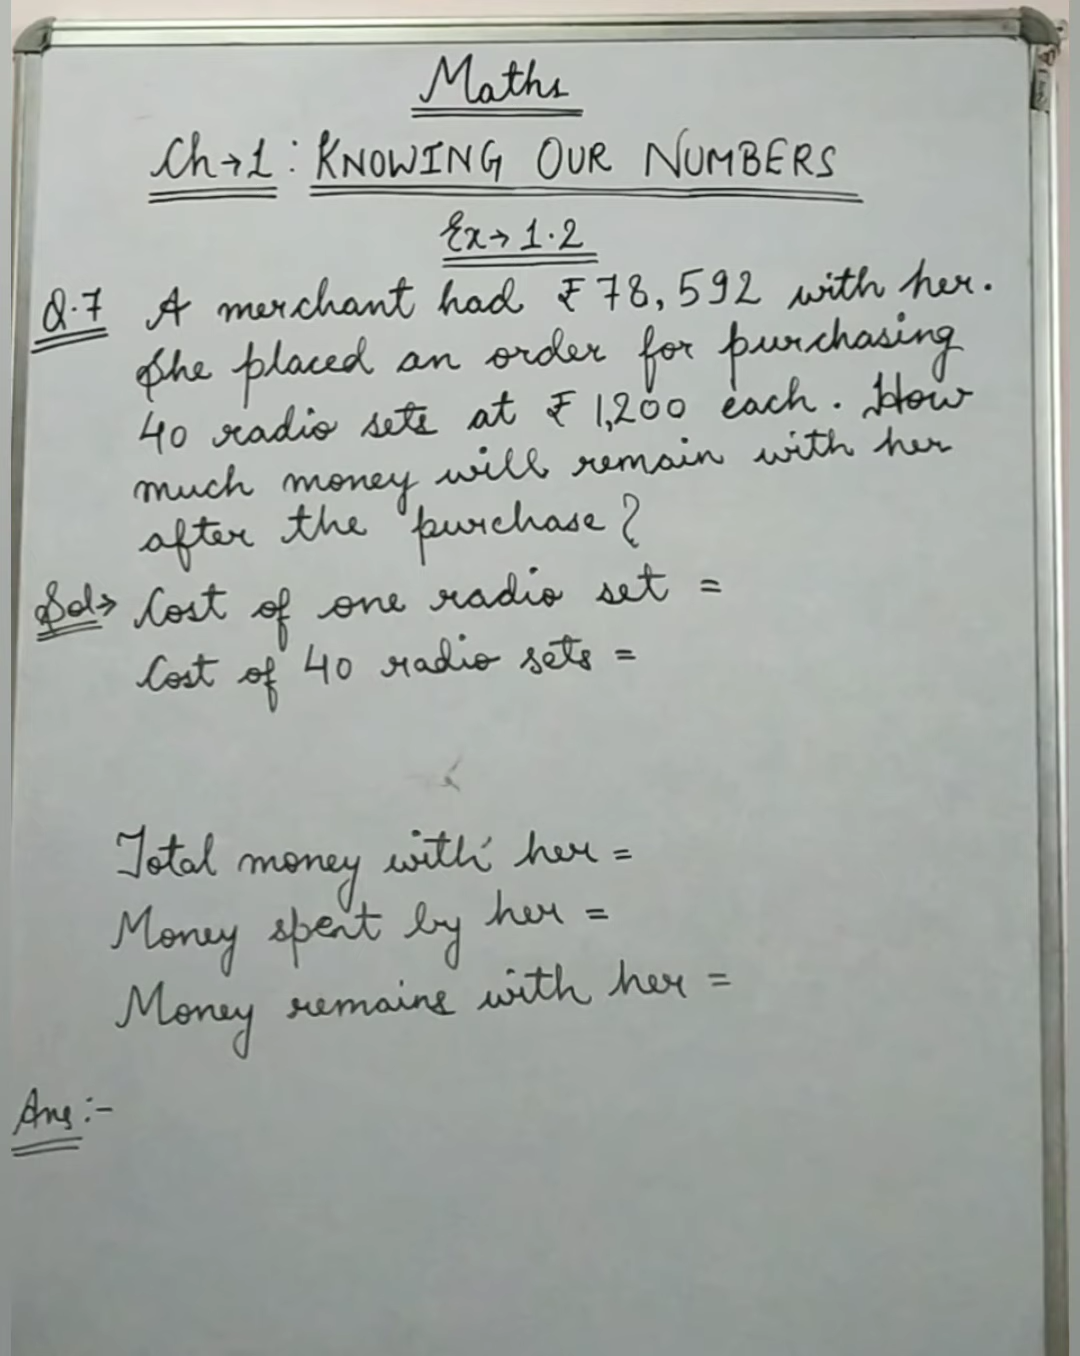 Maths
Ch→1: KNOWING OUR NUMBERS
Ex→ 1.2
Q.7 A merchant had ₹78,592 with her.
She placed an order for purchasing
40 radio sets at ₹1,200 each. How
much money will remain with her
after the purchase?
Sol→ Cost of one radio set =
Cost of 40 radio sets =
Total money with her =
Money spent by her =
Money remains with her =
Ans:-